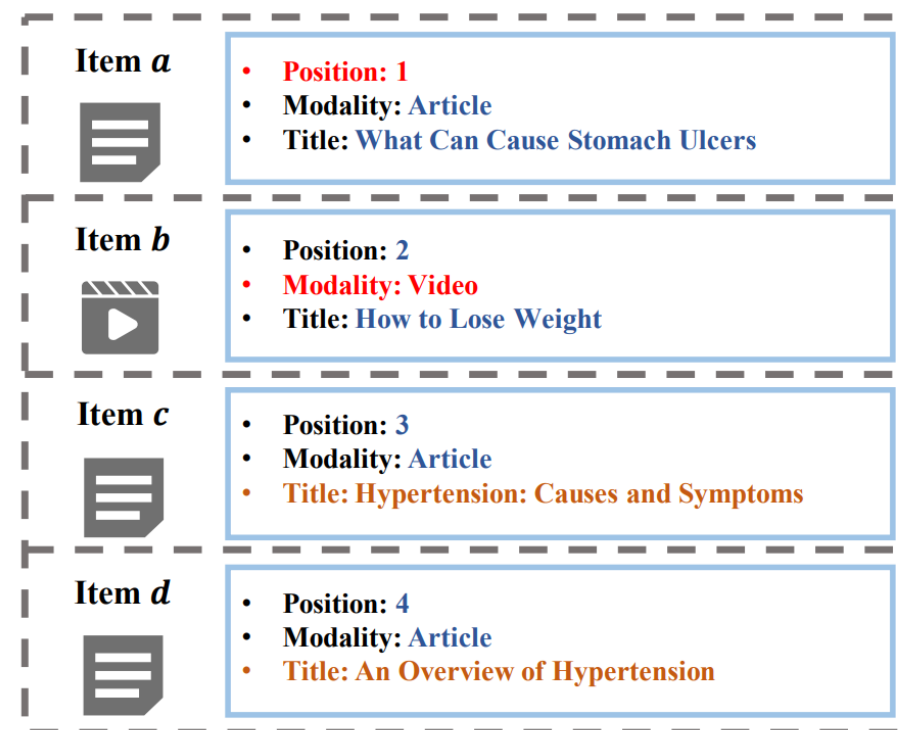 Item a
• Position: 1
• Modality: Article
• Title: What Can Cause Stomach Ulcers
Item b
• Position: 2
• Modality: Video
• Title: How to Lose Weight
Item c
• Position: 3
• Modality: Article
• Title: Hypertension: Causes and Symptoms
Item d
• Position: 4
• Modality: Article
• Title: An Overview of Hypertension